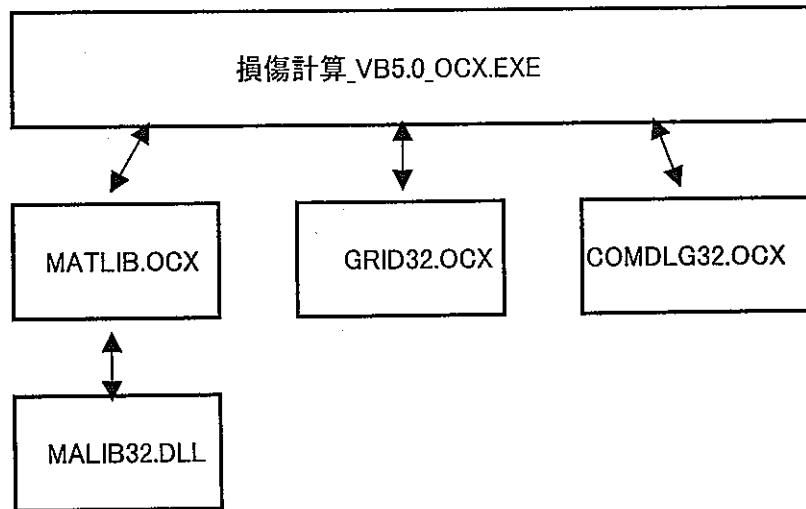 損傷計算_VB5.0_OCX.EXE
MATLIB.OCX
GRID32.OCX
COMDLG32.OCX
MALIB32.DLL